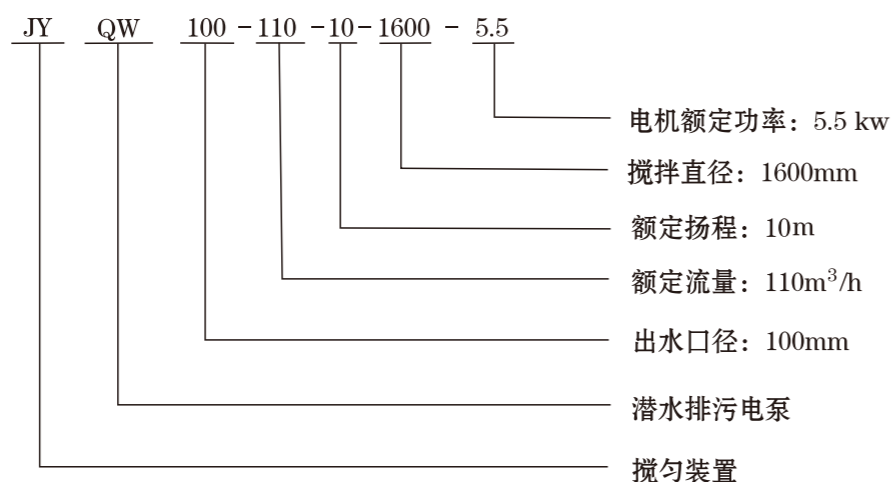 JY QW 100-110-10-1600-5.5
电机额定功率：5.5 kw
搅拌直径：1600mm
额定扬程：10m
额定流量：110m³/h
出水口径：100mm
潜水排污电泵
搅匀装置